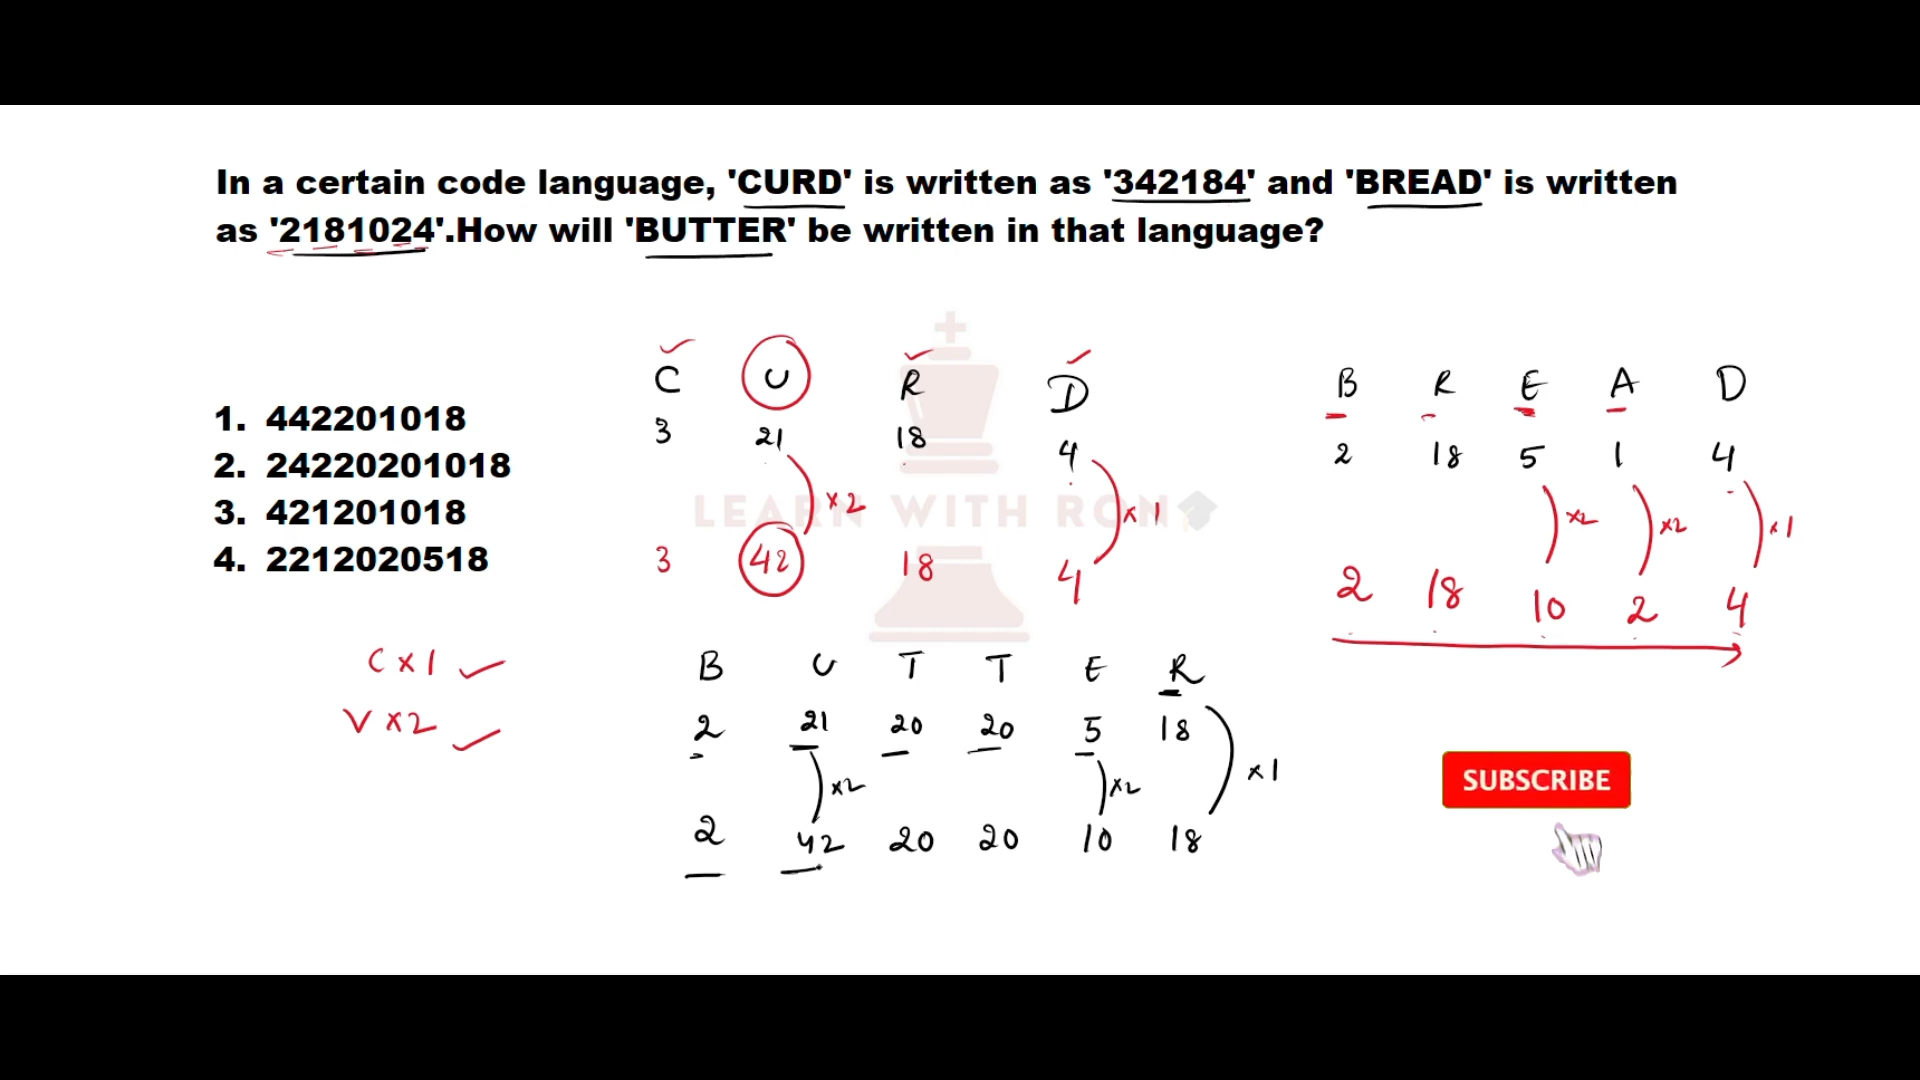 In a certain code language, 'CURD' is written as '342184' and 'BREAD' is written
as '2181024'.How will 'BUTTER' be written in that language?
1. 442201018
2. 24220201018
3. 421201018
4. 2212020518
C U R D
3 21 18 4
×2 ×1
3 42 18 4
B R E A D
2 18 5 1 4
×2 ×2 ×1
2 18 10 2 4
LEARN WITH RON
C×1
V×2
B U T T E R
2 21 20 20 5 18
×2 ×2 ×1
2 42 20 20 10 18
SUBSCRIBE